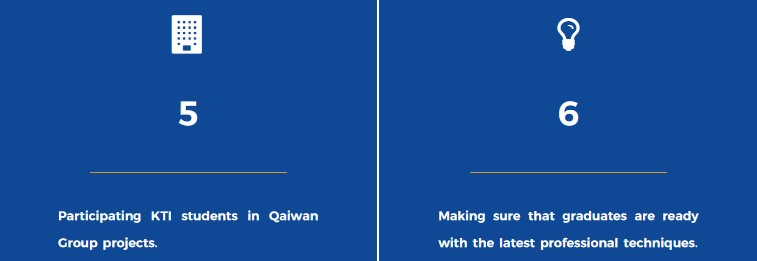 5
Participating KTI students in Qaiwan
Group projects.
6
Making sure that graduates are ready
with the latest professional techniques.